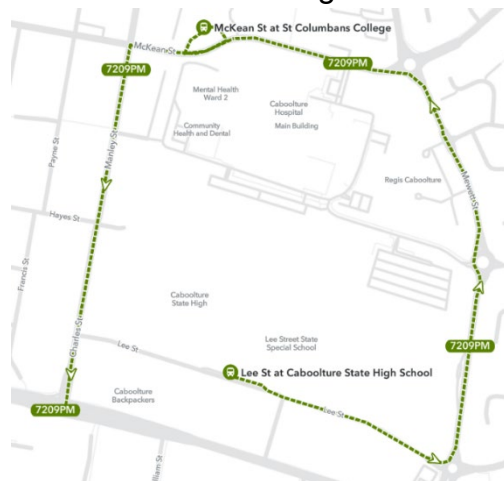 McKean St at St Columbans College
McKean St
7209PM
7209PM
Mental Health
Ward 2
Caboolture
Hospital
Community
Health and Dental
Main Building
Payne St
Manley St
Regis Caboolture
Mewett St
Hayes St
Francis St
Caboolture
State High
Charles St
Lee St
Lee Street State
Special School
7209PM
Lee St at Caboolture State High School
Caboolture
Backpackers
7209PM
Lee St